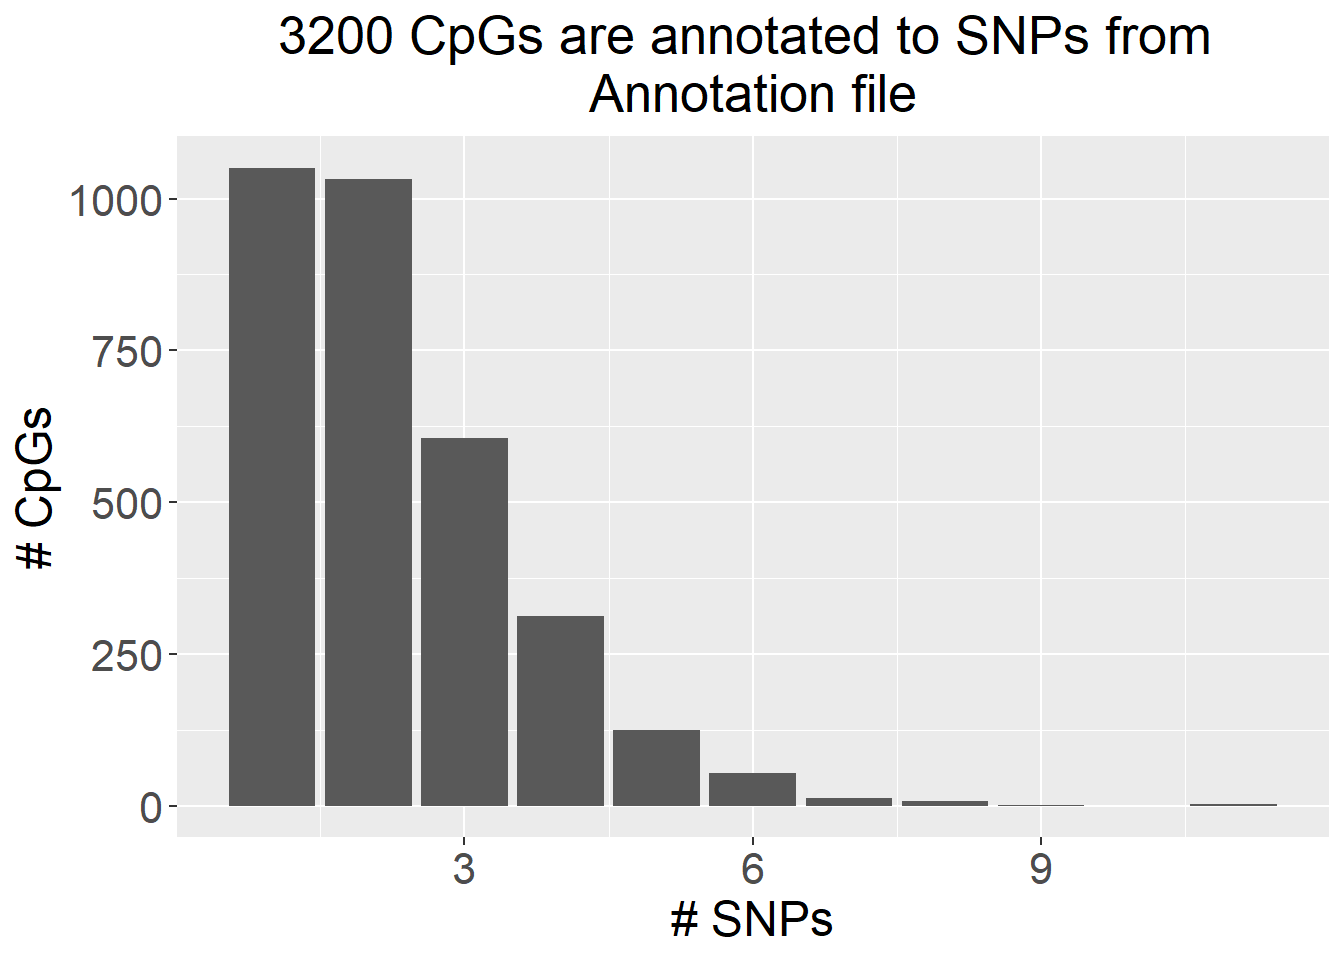 3200 CpGs are annotated to SNPs from
Annotation file
1000
750
500
250
0
# CpGs
3 6 9
# SNPs